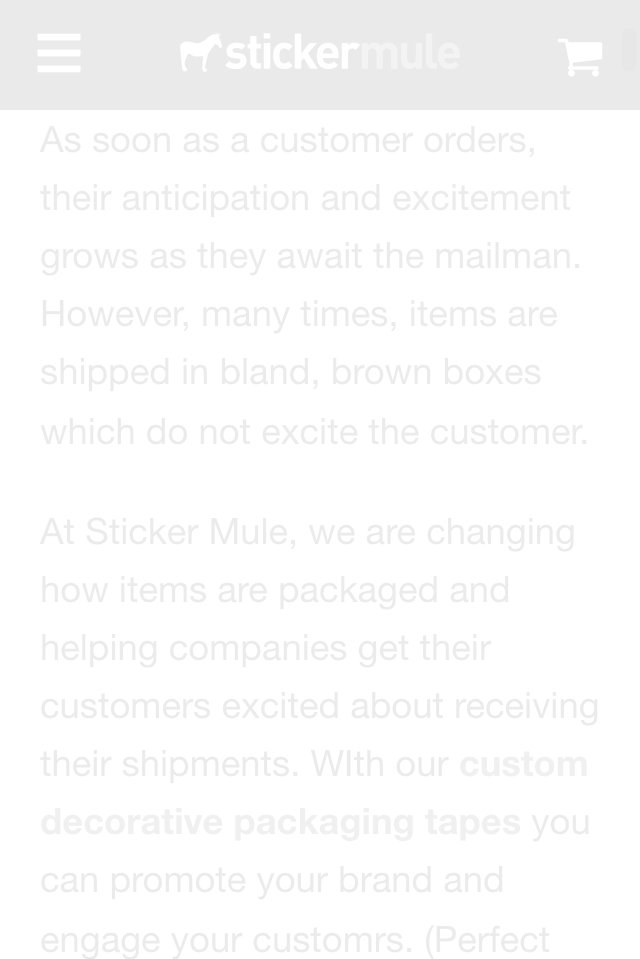 stickermule
As soon as a customer orders,
their anticipation and excitement
grows as they await the mailman.
However, many times, items are
shipped in bland, brown boxes
which do not excite the customer.
At Sticker Mule, we are changing
how items are packaged and
helping companies get their
customers excited about receiving
their shipments. WIth our custom
decorative packaging tapes you
can promote your brand and
engage your customrs. (Perfect